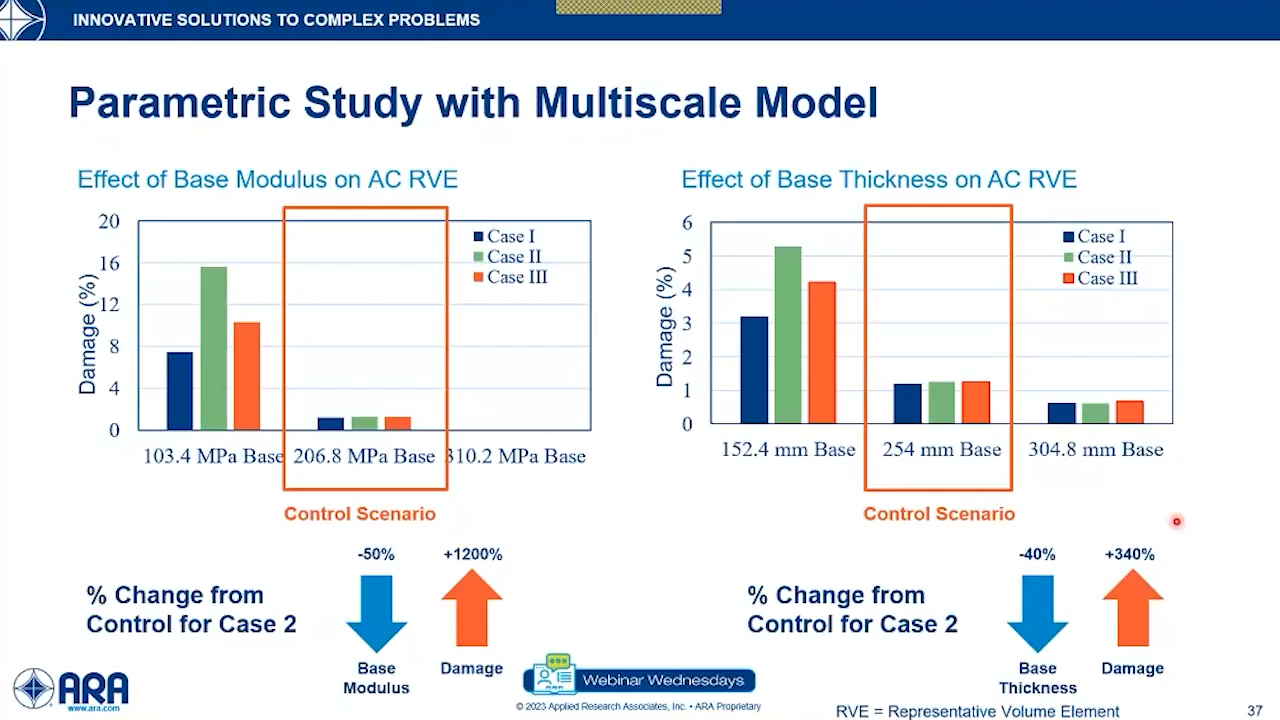 INNOVATIVE SOLUTIONS TO COMPLEX PROBLEMS
Parametric Study with Multiscale Model
Effect of Base Modulus on AC RVE
20
16
12
8
4
0
Damage (%)
Case I
Case II
Case III
103.4 MPa Base 206.8 MPa Base 310.2 MPa Base
Control Scenario
Effect of Base Thickness on AC RVE
6
5
4
3
2
1
0
Damage (%)
Case I
Case II
Case III
152.4 mm Base 254 mm Base 304.8 mm Base
Control Scenario
% Change from
Control for Case 2
-50%
+1200%
Base
Modulus
Damage
% Change from
Control for Case 2
-40%
+340%
Base
Thickness
Damage
ARA
www.ara.com
Webinar Wednesdays
© 2023 Applied Research Associates, Inc. • ARA Proprietary
RVE = Representative Volume Element
37